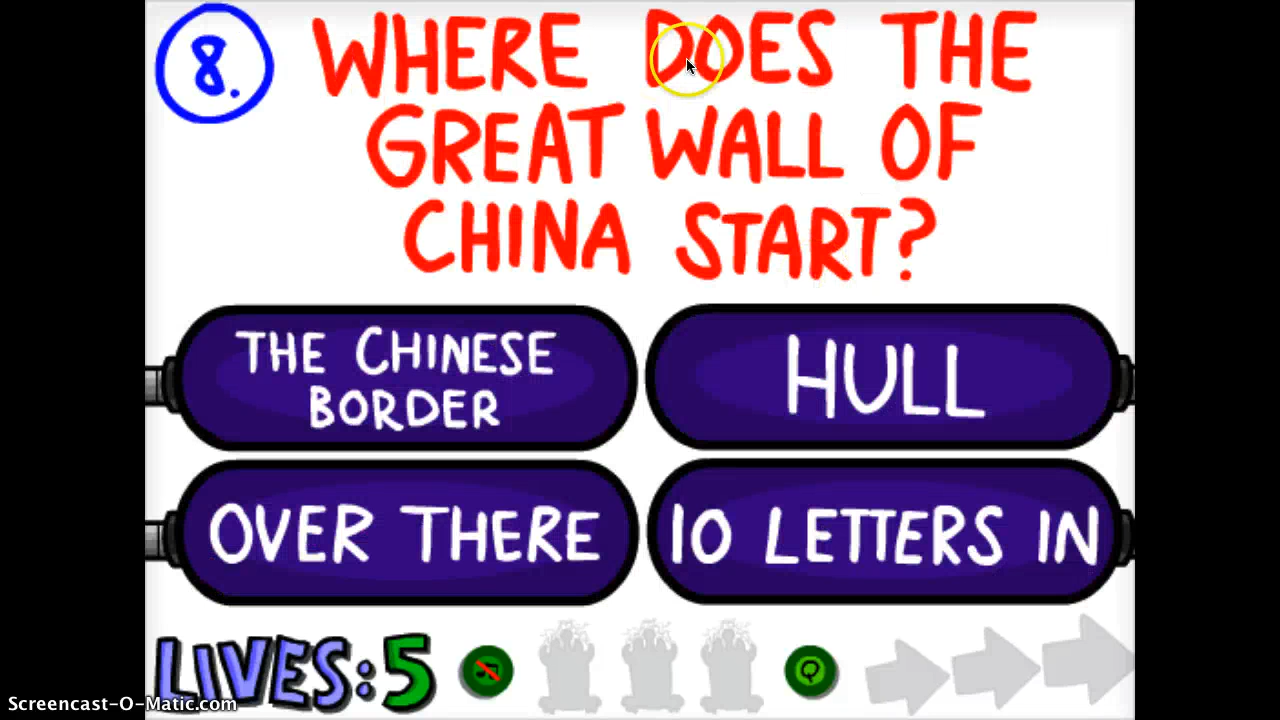 8. WHERE DOES THE
GREAT WALL OF
CHINA START?
THE CHINESE
BORDER
HULL
OVER THERE
10 LETTERS IN
LIVES:5
Screencast-O-Matic.com